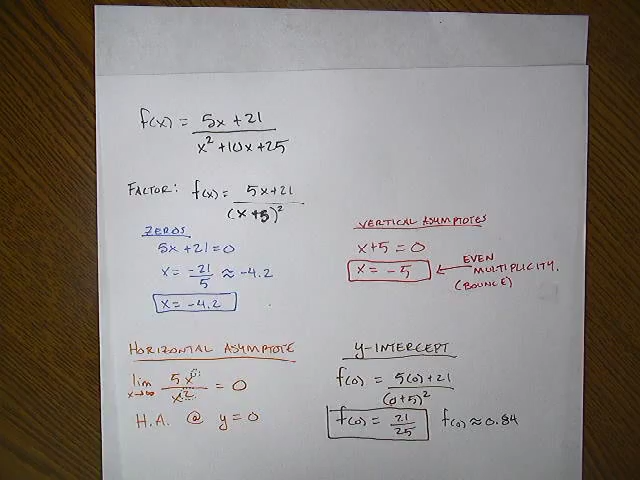 f(x) = 5x + 21 / x² + 10x + 25
FACTOR: f(x) = 5x + 21 / (x + 5)²
ZEROS
5x + 21 = 0
x = -21/5 ≈ -4.2
x = -4.2
VERTICAL ASYMPTOTES
x + 5 = 0
x = -5 ← EVEN MULTIPLICITY.
(BOUNCE)
HORIZONTAL ASYMPTOTE
lim x→∞ 5x / x² = 0
H.A. @ y = 0
y-INTERCEPT
f(0) = 5(0) + 21 / (0 + 5)²
f(0) = 21/25 f(0) ≈ 0.84